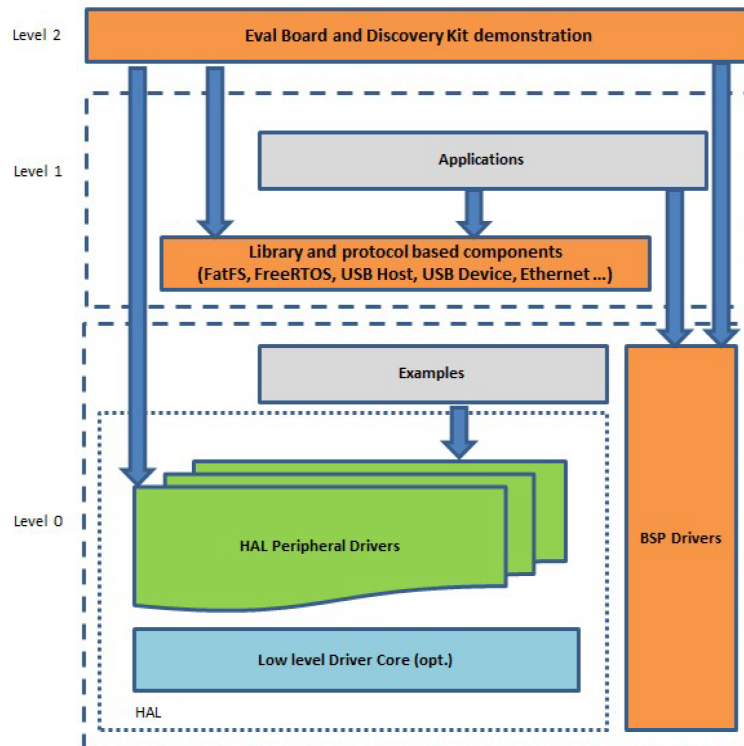 Level 2
Eval Board and Discovery Kit demonstration
Level 1
Applications
Library and protocol based components
(FatFS, FreeRTOS, USB Host, USB Device, Ethernet ...)
Examples
Level 0
HAL Peripheral Drivers
BSP Drivers
Low level Driver Core (opt.)
HAL